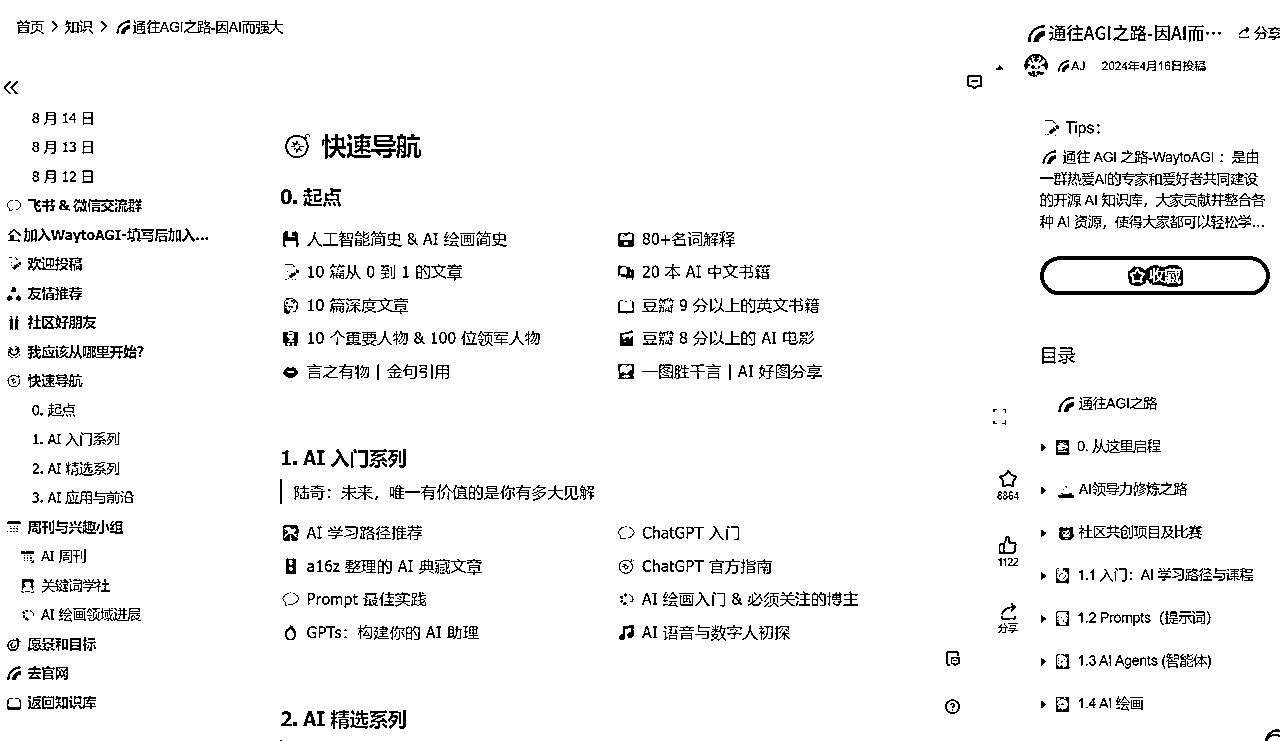 首页 > 知识 > 通往AGI之路-因AI而强大
8 月 14 日
8 月 13 日
8 月 12 日
飞书 & 微信交流群
加入WaytoAGI-填写后加入...
欢迎投稿
友情推荐
社区好朋友
我应该从哪里开始?
快速导航
0. 起点
1. AI 入门系列
2. AI 精选系列
3. AI 应用与前沿
周刊与兴趣小组
AI 周刊
关键词学社
AI 绘画领域进展
愿景和目标
去官网
返回知识库
快速导航
0. 起点
人工智能简史 & AI 绘画简史
80+名词解释
10 篇从 0 到 1 的文章
20 本 AI 中文书籍
10 篇深度文章
豆瓣 9 分以上的英文书籍
10 个重要人物 & 100 位领军人物
豆瓣 8 分以上的 AI 电影
言之有物 | 金句引用
一图胜千言 | AI 好图分享
1. AI 入门系列
陆奇：未来，唯一有价值的是你有多大见解
AI 学习路径推荐
ChatGPT 入门
a16z 整理的 AI 典藏文章
ChatGPT 官方指南
Prompt 最佳实践
AI 绘画入门 & 必须关注的博主
GPTs：构建你的 AI 助理
AI 语音与数字人初探
2. AI 精选系列
8864
1122
分享
通往AGI之路-因AI而…
分享
AJ 2024年4月16日投稿
Tips：
通往 AGI 之路-WaytoAGI ：是由
一群热爱AI的专家和爱好者共同建设
的开源 AI 知识库，大家贡献并整合各
种 AI 资源，使得大家都可以轻松学...
收藏
目录
通往AGI之路
0. 从这里启程
AI领导力修炼之路
社区共创项目及比赛
1.1 入门：AI 学习路径与课程
1.2 Prompts（提示词）
1.3 AI Agents (智能体)
1.4 AI 绘画